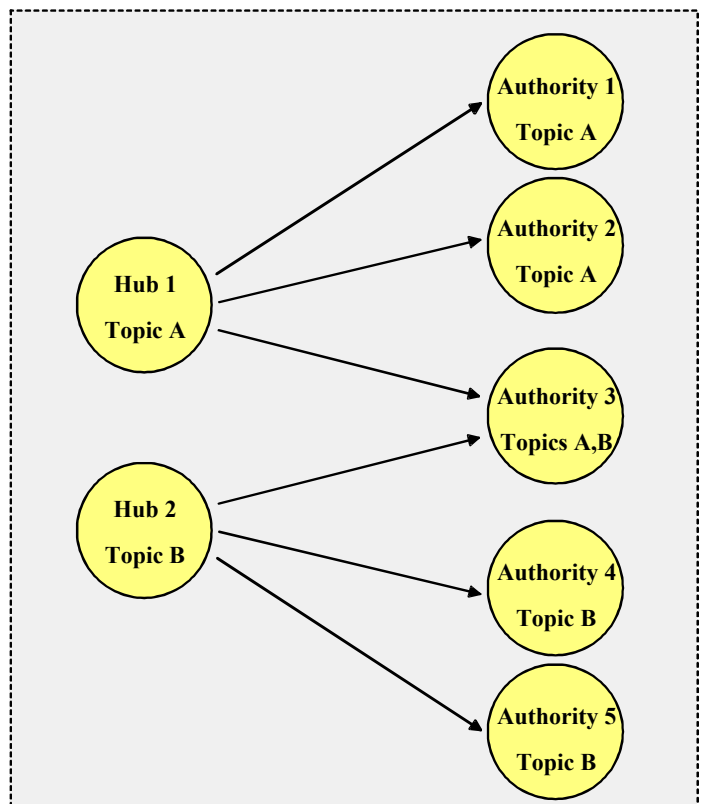 Authority 1
Topic A
Authority 2
Topic A
Hub 1
Topic A
Authority 3
Topics A,B
Hub 2
Topic B
Authority 4
Topic B
Authority 5
Topic B